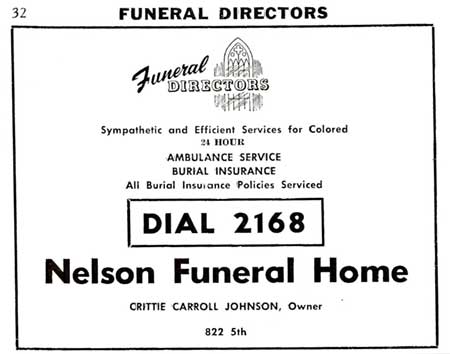 32
FUNERAL DIRECTORS
Funeral
DIRECTORS
Sympathetic and Efficient Services for Colored
24 HOUR
AMBULANCE SERVICE
BURIAL INSURANCE
All Burial Insurance Policies Serviced
DIAL 2168
Nelson Funeral Home
CRITTIE CARROLL JOHNSON, Owner
822 5th